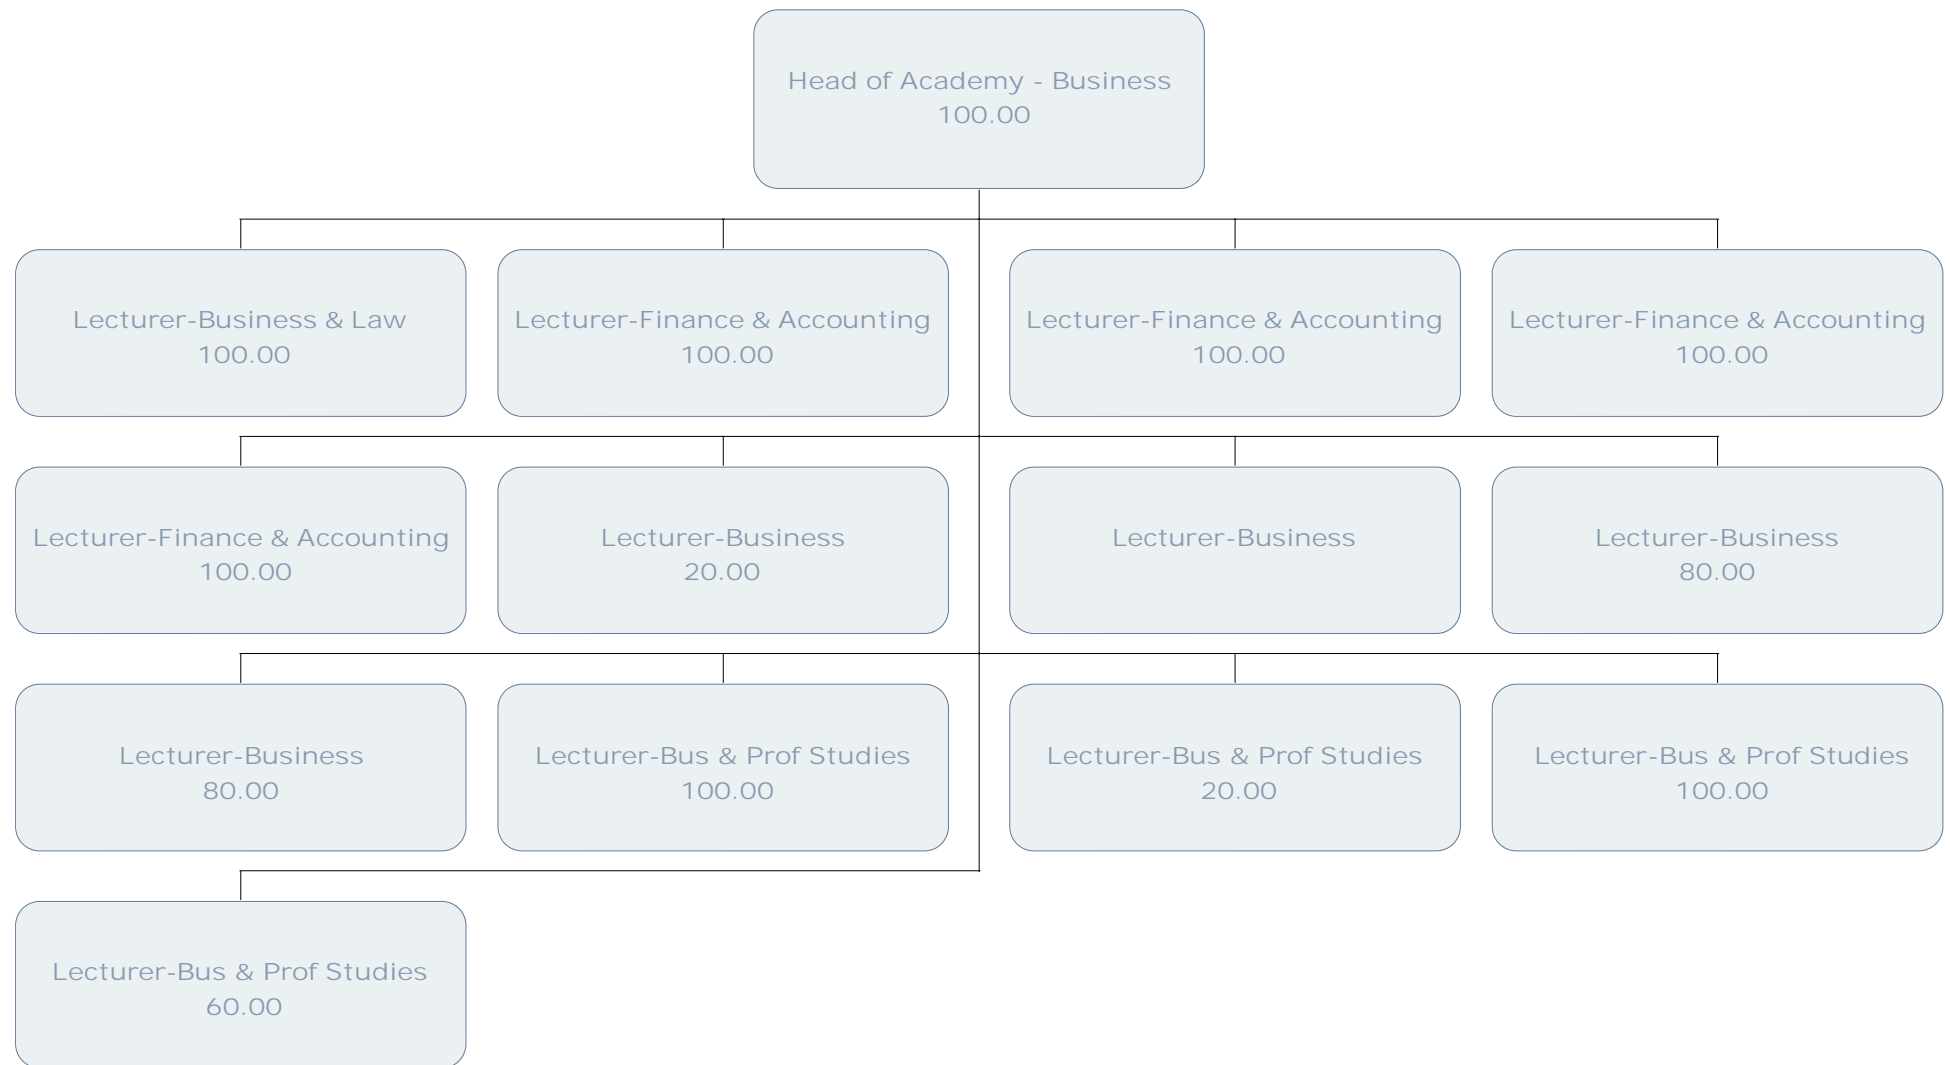 Head of Academy - Business
100.00
Lecturer-Business & Law
100.00
Lecturer-Finance & Accounting
100.00
Lecturer-Finance & Accounting
100.00
Lecturer-Finance & Accounting
100.00
Lecturer-Finance & Accounting
100.00
Lecturer-Business
20.00
Lecturer-Business
Lecturer-Business
80.00
Lecturer-Business
80.00
Lecturer-Bus & Prof Studies
100.00
Lecturer-Bus & Prof Studies
20.00
Lecturer-Bus & Prof Studies
100.00
Lecturer-Bus & Prof Studies
60.00